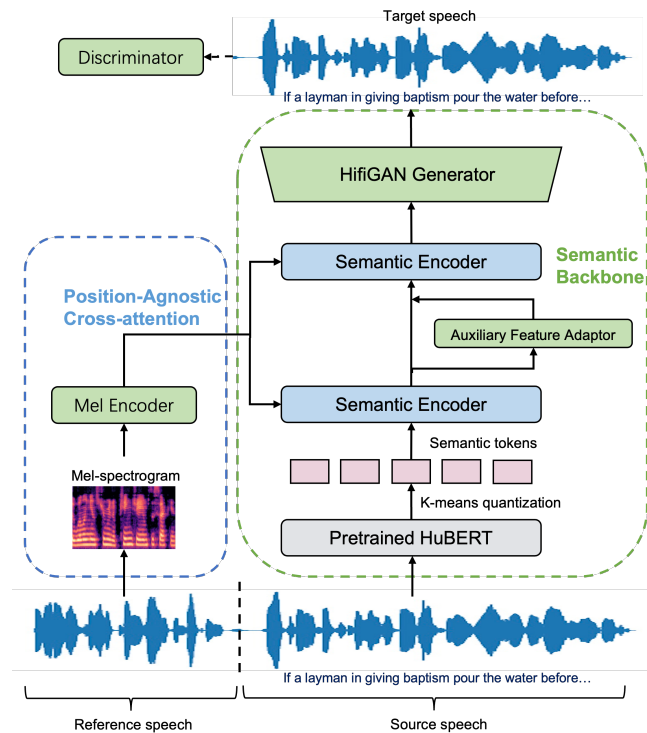 Target speech
Discriminator
If a layman in giving baptism pour the water before…
HifiGAN Generator
Semantic Encoder
Semantic
Backbone
Position-Agnostic
Cross-attention
Auxiliary Feature Adaptor
Mel Encoder
Semantic Encoder
Semantic tokens
Mel-spectrogram
K-means quantization
Pretrained HuBERT
If a layman in giving baptism pour the water before…
Reference speech
Source speech